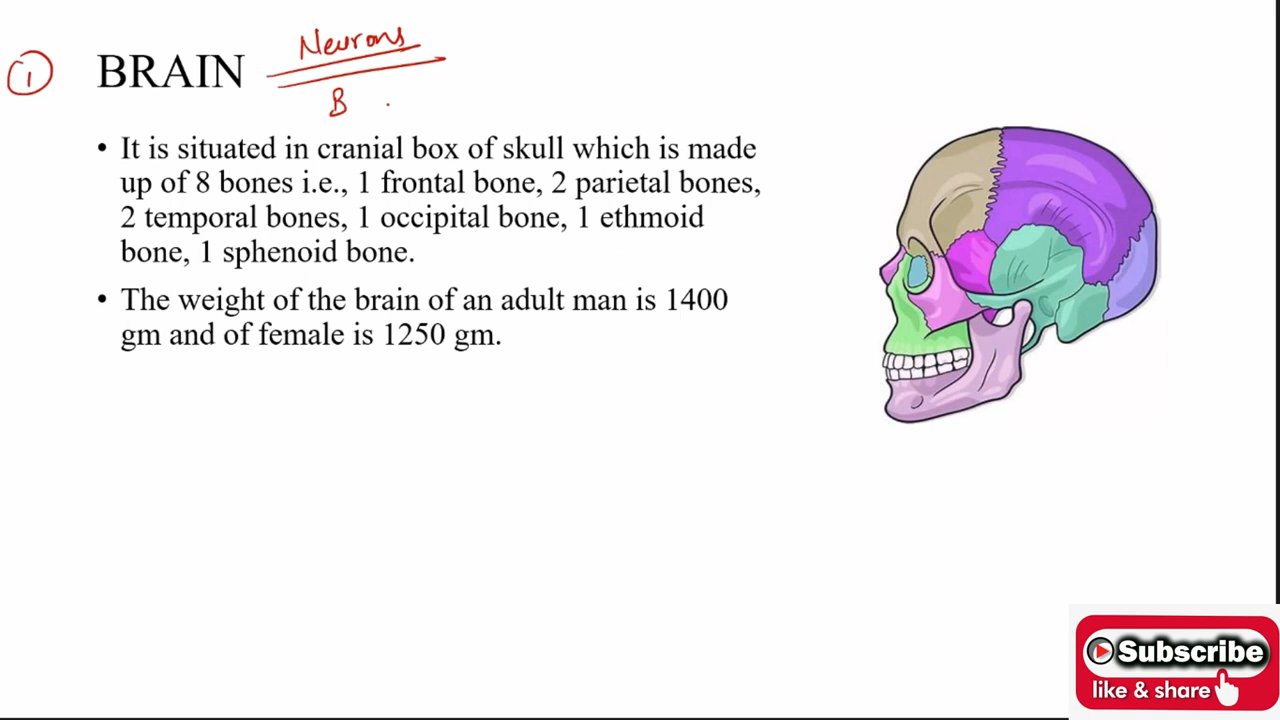 ① BRAIN Neurons
B
• It is situated in cranial box of skull which is made
up of 8 bones i.e., 1 frontal bone, 2 parietal bones,
2 temporal bones, 1 occipital bone, 1 ethmoid
bone, 1 sphenoid bone.
• The weight of the brain of an adult man is 1400
gm and of female is 1250 gm.
Subscribe
like & share